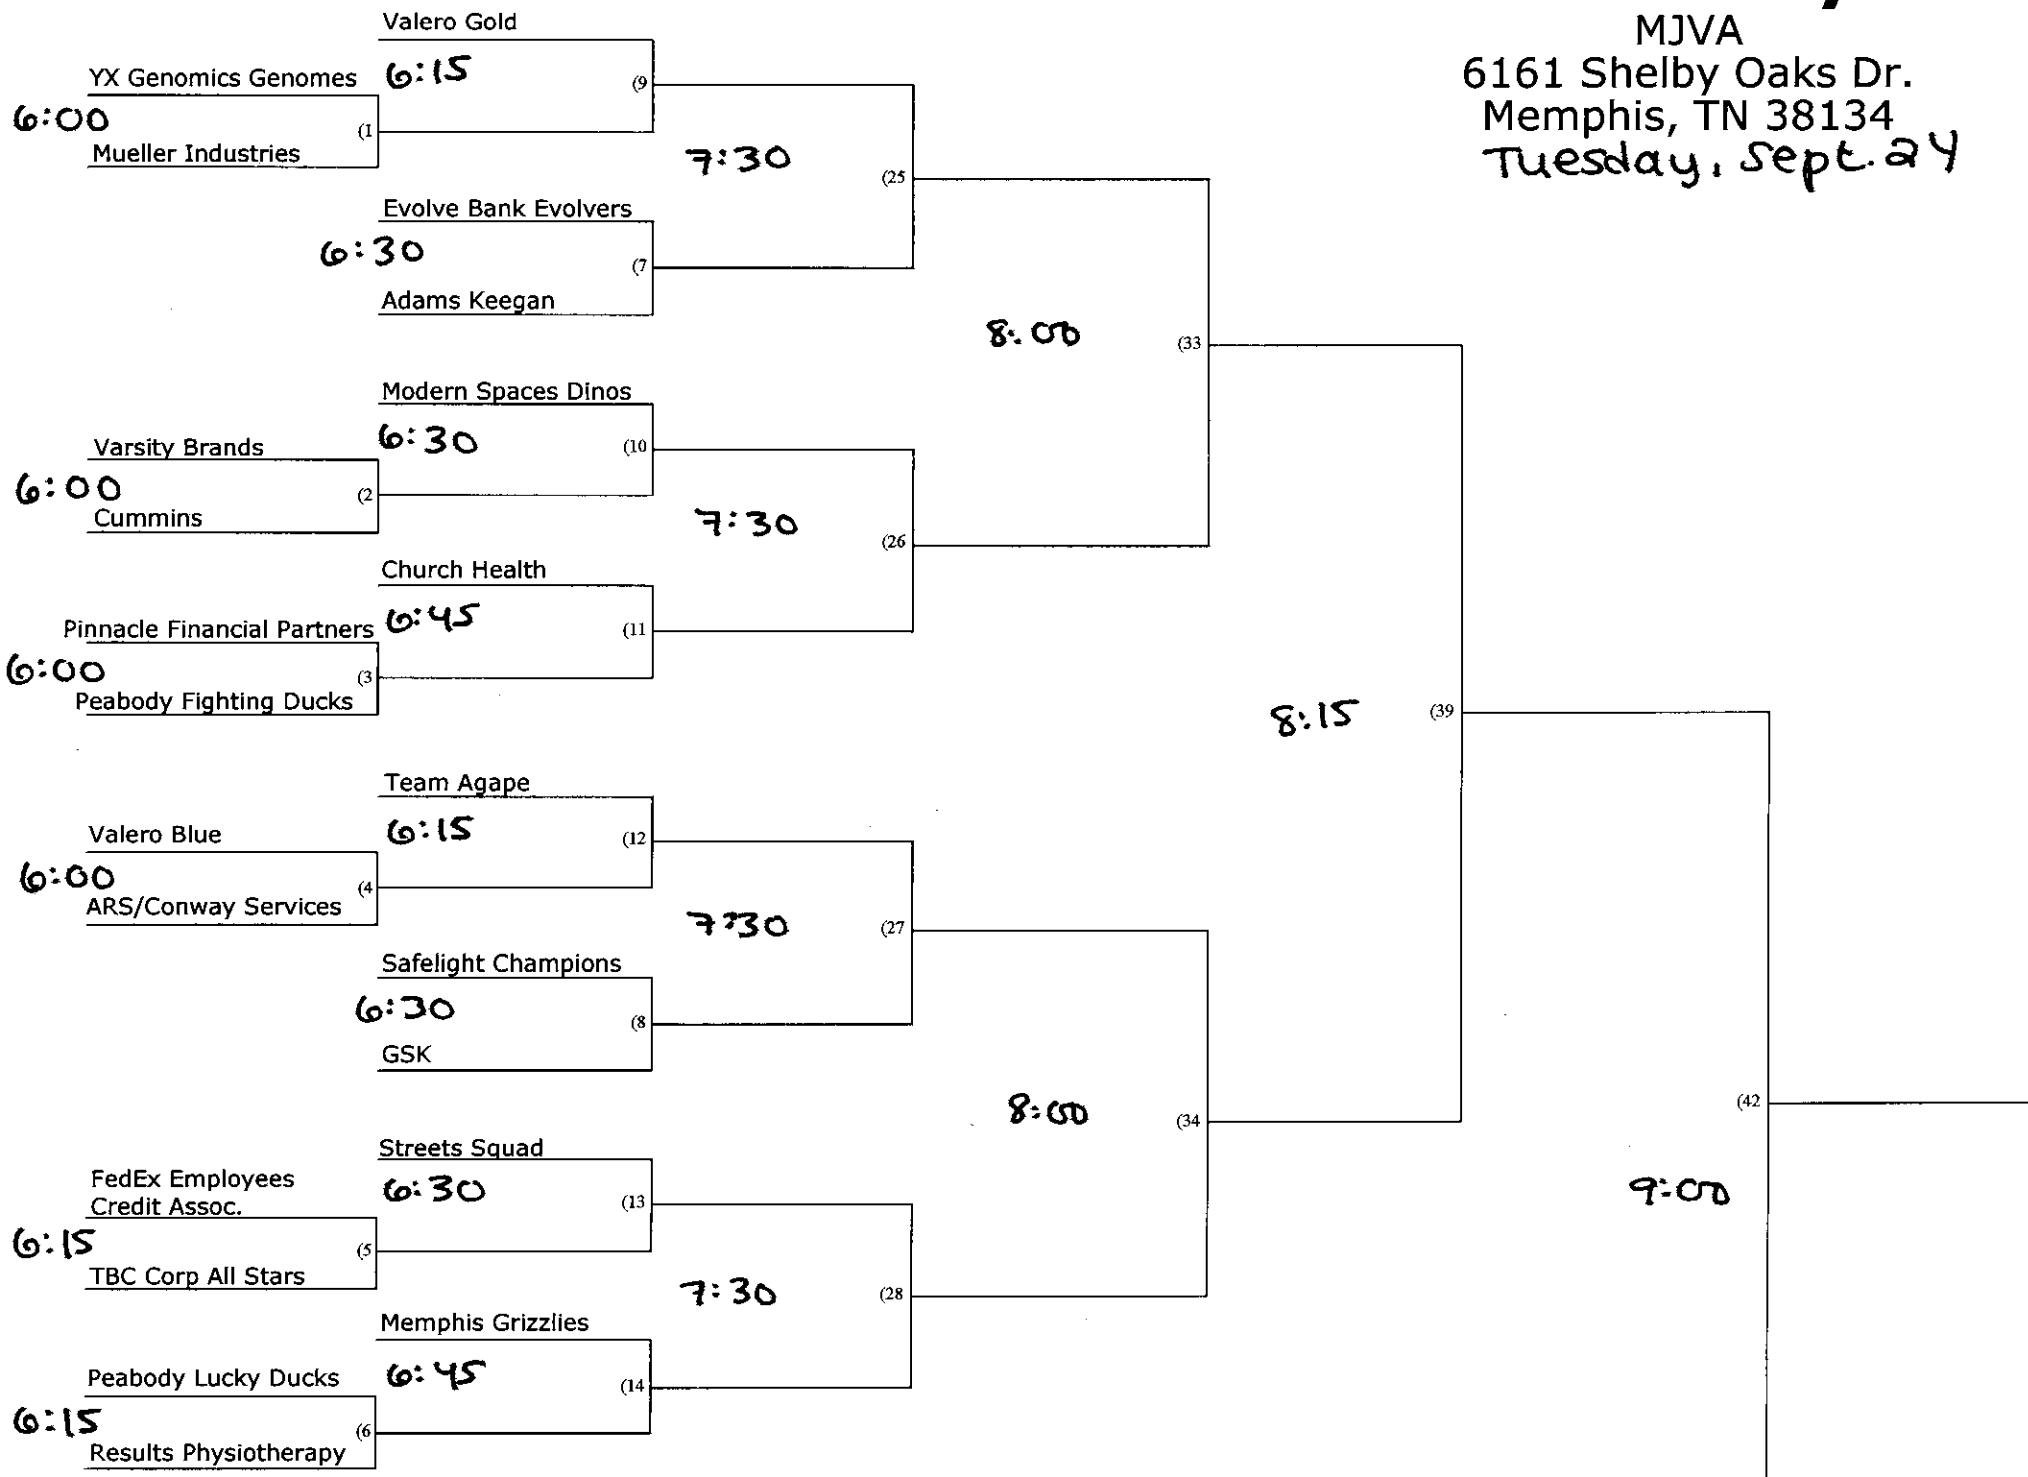 MJVA
6161 Shelby Oaks Dr.
Memphis, TN 38134
Tuesday, Sept. 24
Valero Gold
YX Genomics Genomes
6:15
(9
6:00
(1
Mueller Industries
7:30
(25
Evolve Bank Evolvers
6:30
(7
Adams Keegan
8:00
(33
Modern Spaces Dinos
Varsity Brands
6:30
(10
6:00
(2
Cummins
7:30
(26
Church Health
Pinnacle Financial Partners
6:45
(11
6:00
(3
Peabody Fighting Ducks
8:15
(39
Team Agape
Valero Blue
6:15
(12
6:00
(4
ARS/Conway Services
7:30
(27
Safelight Champions
6:30
(8
GSK
8:00
(34
(42
Streets Squad
FedEx Employees
Credit Assoc.
6:30
(13
9:00
6:15
(5
TBC Corp All Stars
7:30
(28
Memphis Grizzlies
Peabody Lucky Ducks
6:45
(14
6:15
(6
Results Physiotherapy